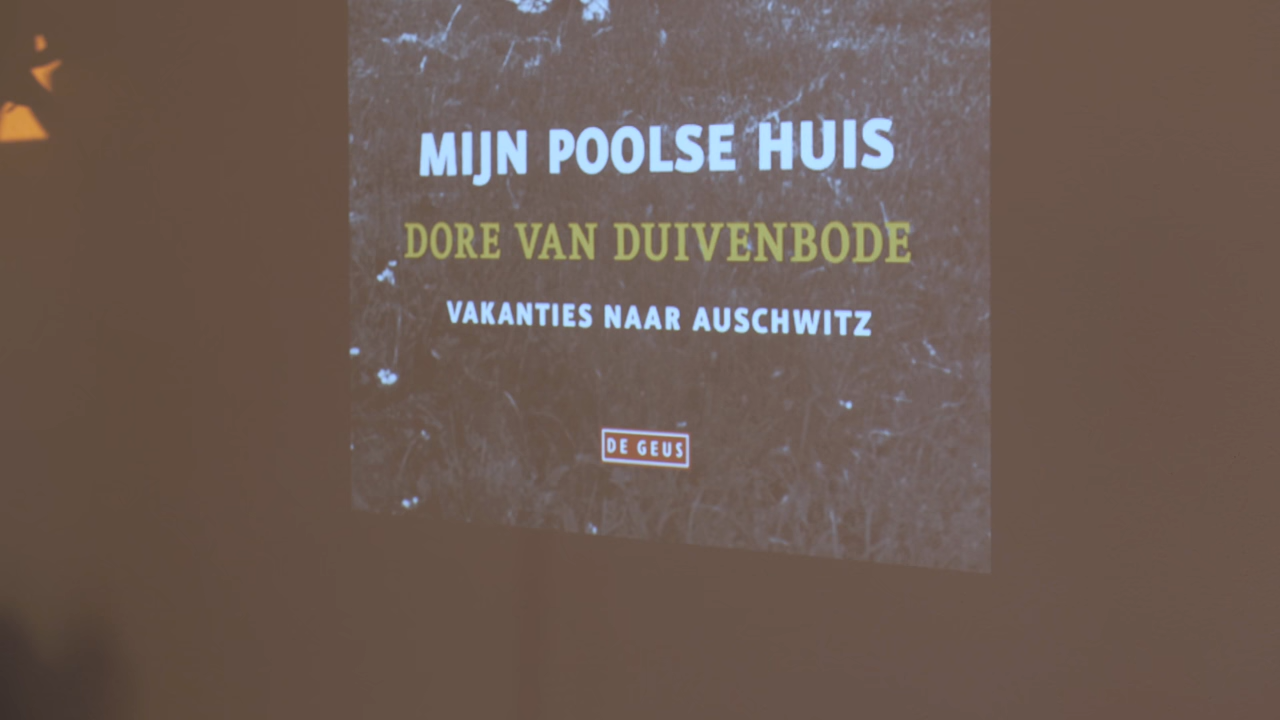 MIJN POOLSE HUIS
DORE VAN DUIVENBODE
VAKANTIES NAAR AUSCHWITZ
DE GEUS